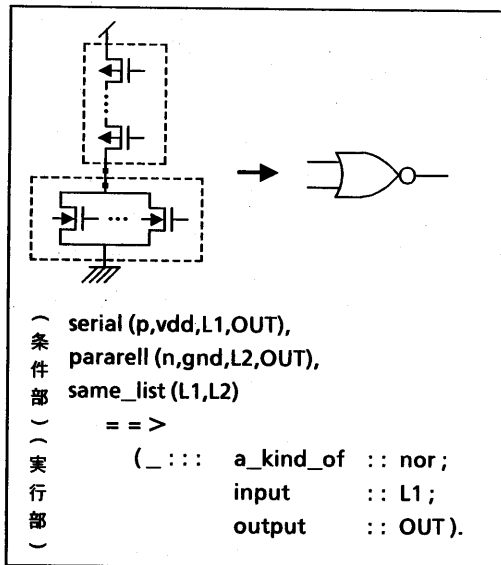 (条件部)
serial (p,vdd,L1,OUT),
pararell (n,gnd,L2,OUT),
same_list (L1,L2)
==>
(実行部)
(_ ::: a_kind_of :: nor ;
input :: L1 ;
output :: OUT ).